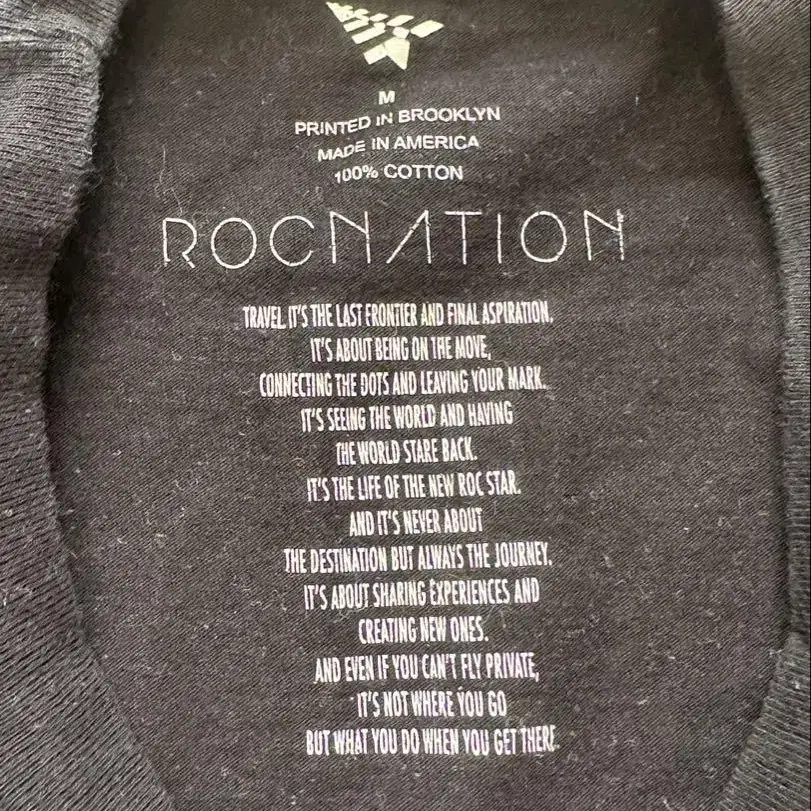 M
PRINTED IN BROOKLYN
MADE IN AMERICA
100% COTTON
ROCNATION
TRAVEL. IT'S THE LAST FRONTIER AND FINAL ASPIRATION.
IT'S ABOUT BEING ON THE MOVE,
CONNECTING THE DOTS AND LEAVING YOUR MARK.
IT'S SEEING THE WORLD AND HAVING
THE WORLD STARE BACK.
IT'S THE LIFE OF THE NEW ROC STAR.
AND IT'S NEVER ABOUT
THE DESTINATION BUT ALWAYS THE JOURNEY.
IT'S ABOUT SHARING EXPERIENCES AND
CREATING NEW ONES.
AND EVEN IF YOU CAN'T FLY PRIVATE,
IT'S NOT WHERE YOU GO
BUT WHAT YOU DO WHEN YOU GET THERE.